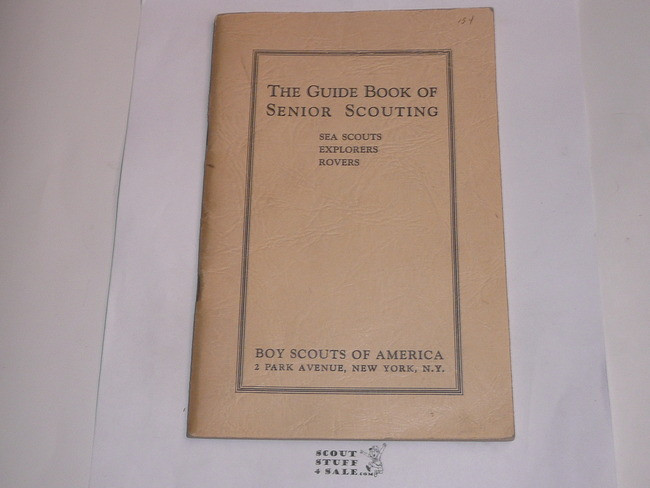 THE GUIDE BOOK OF
SENIOR SCOUTING
SEA SCOUTS
EXPLORERS
ROVERS
BOY SCOUTS OF AMERICA
2 PARK AVENUE, NEW YORK, N.Y.
SCOUT
STUFF
4 SALE.COM